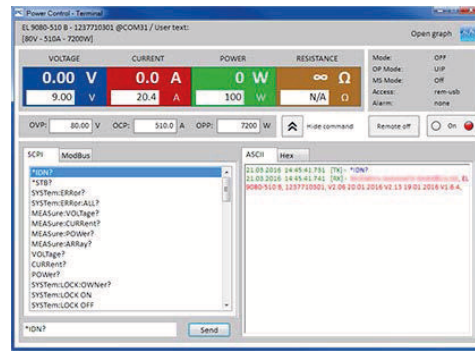 Power Control - Terminal
EL 9080-510 B - 1237710301 @COM31 / User text:
[80V - 510A - 7200W]
Open graph
VOLTAGE CURRENT POWER RESISTANCE
0.00 V 0.0 A 0 W ∞ Ω
9.00 V 20.4 A 100 W N/A Ω
Mode: OFF
OP Mode: UIP
MS Mode: Off
Access: rem-usb
Alarm: none
OVP: 80.00 V OCP: 510.0 A OPP: 7200 W Hide command Remote off On
SCPI ModBus
*IDN?
*STB?
SYSTem:ERRor?
SYSTem:ERRor:ALL?
MEASure:VOLTage?
MEASure:CURRent?
MEASure:POWer?
MEASure:ARRay?
VOLTage?
CURRent?
POWer?
SYSTem:LOCK:OWNer?
SYSTem:LOCK ON
SYSTem:LOCK OFF
*IDN? Send
ASCII Hex
21.03.2016 14:45:41.731 [TX] - *IDN?
21.03.2016 14:45:41.741 [RX] - EL
9080-510 B, 1237710301, V2.06 20.01.2016 V2.13 19.01.2016 V1.6.4,